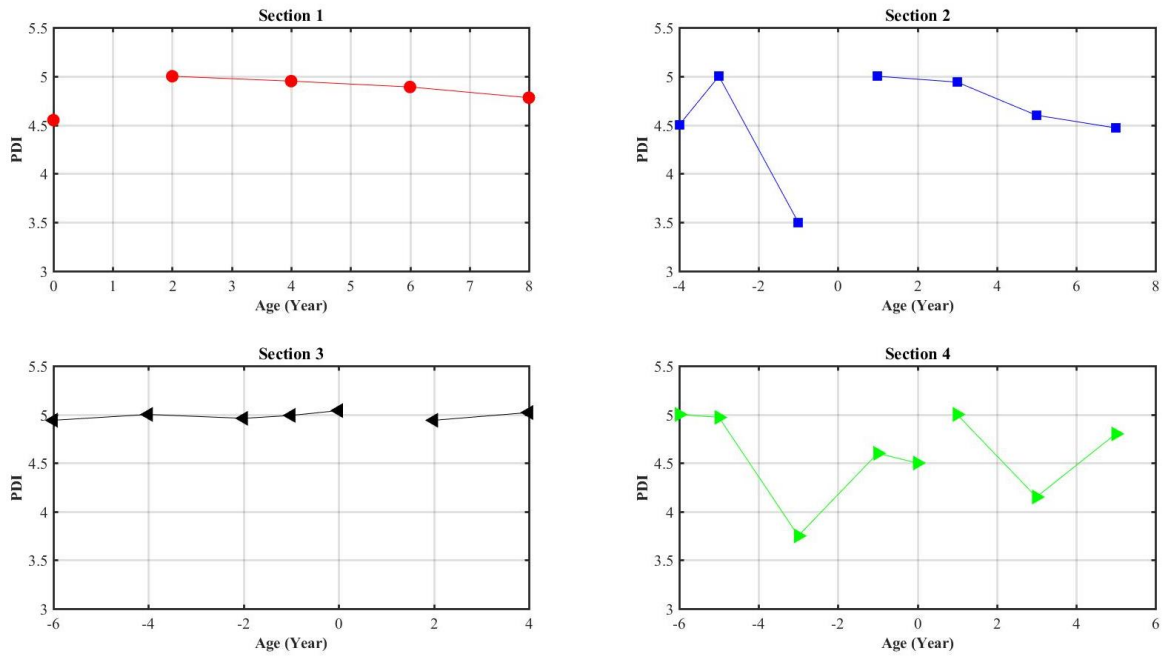 Section 1
5.5
5
4.5
4
3.5
3
PDI
0 1 2 3 4 5 6 7 8
Age (Year)
Section 2
5.5
5
4.5
4
3.5
3
PDI
-4 -2 0 2 4 6 8
Age (Year)
Section 3
5.5
5
4.5
4
3.5
3
PDI
-6 -4 -2 0 2 4
Age (Year)
Section 4
5.5
5
4.5
4
3.5
3
PDI
-6 -4 -2 0 2 4 6
Age (Year)